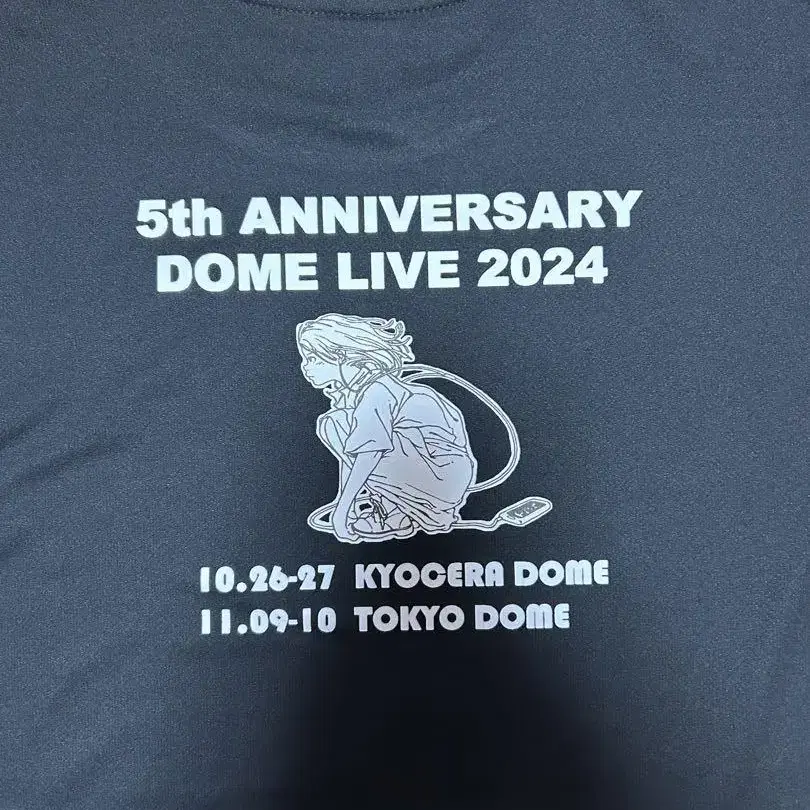 5th ANNIVERSARY
DOME LIVE 2024
10.26-27 KYOCERA DOME
11.09-10 TOKYO DOME